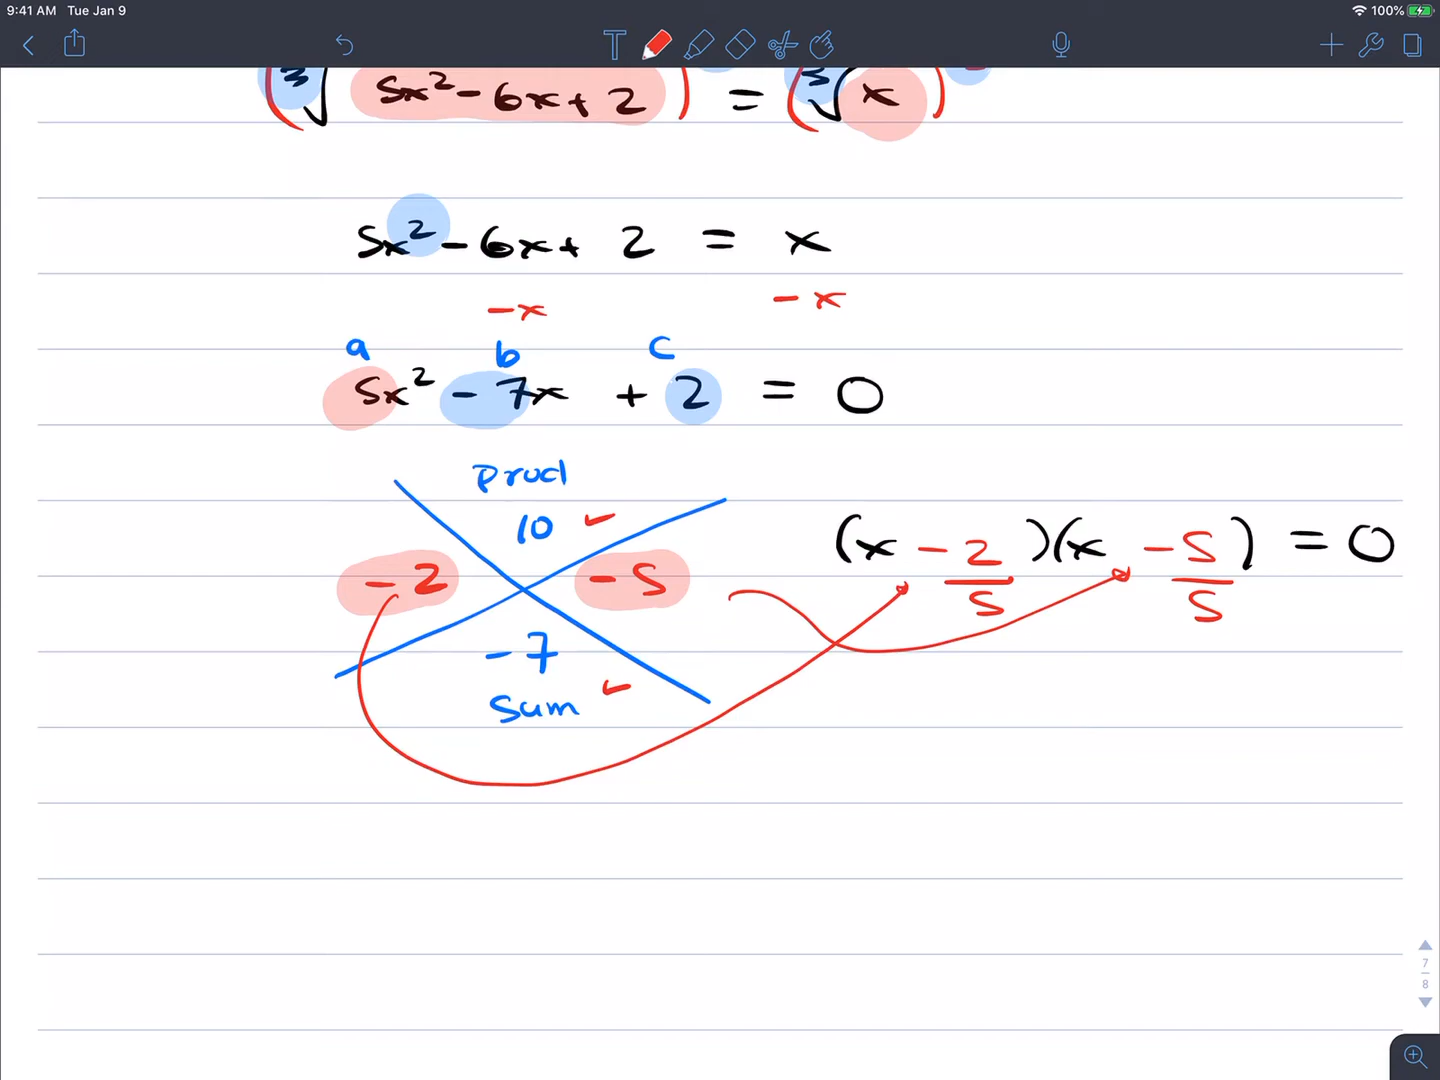 9:41 AM Tue Jan 9
100%
T
(∛5x² - 6x + 2) = (∛x)
5x² - 6x + 2 = x
-x - x
a b c
5x² - 7x + 2 = 0
prod
10
(x - 2/5)(x - 5/5) = 0
-2 -5
-7
sum
7
8